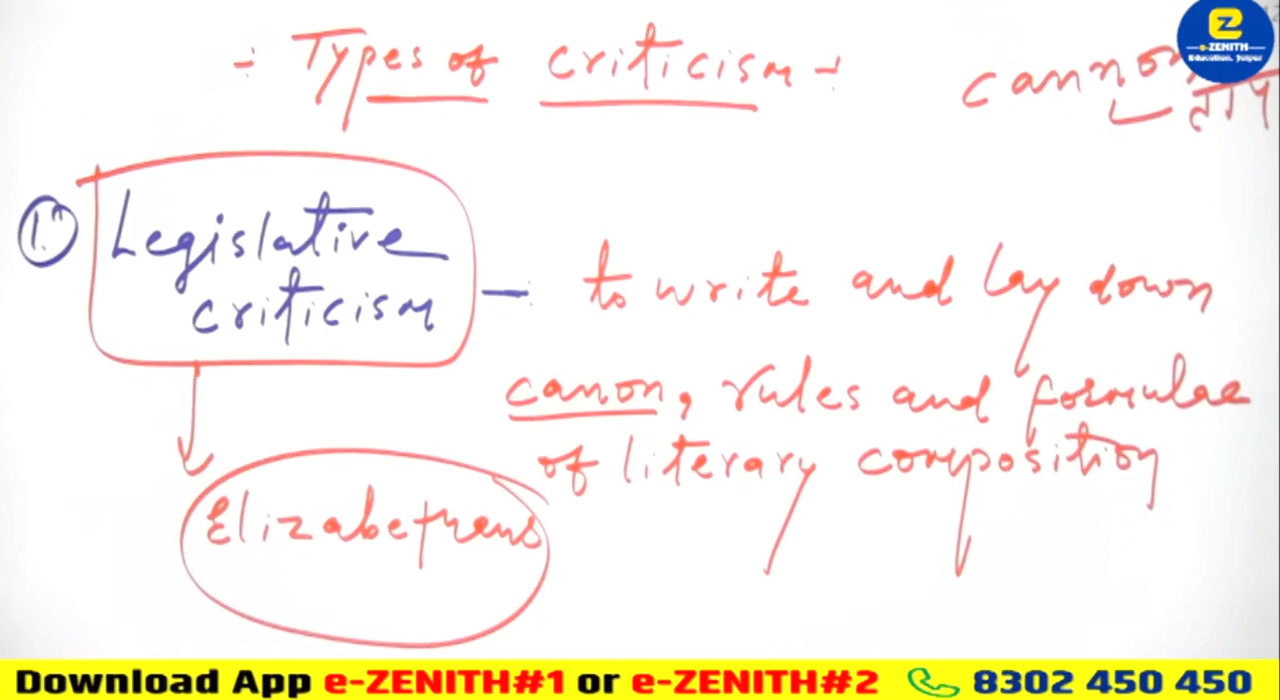 Types of criticism
cannon
तोप
e-ZENITH
Education, Jaipur
1.
Legislative
criticism
- to write and lay down
canon, rules and formulae
of literary composition
Elizabethans
Download App e-ZENITH#1 or e-ZENITH#2 8302 450 450